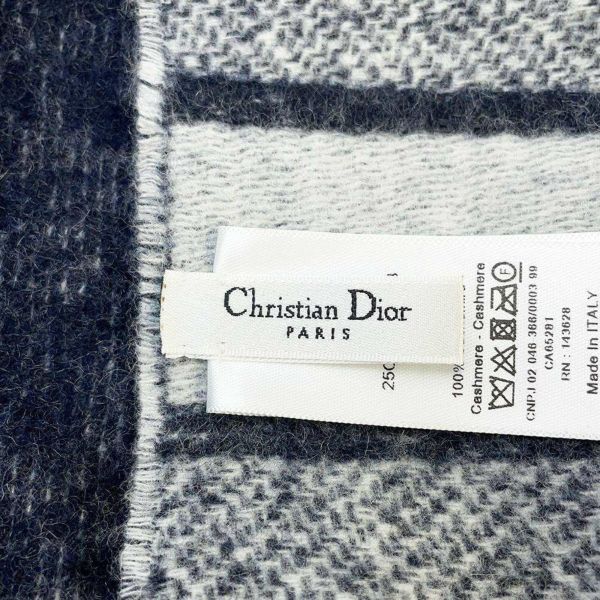 Christian Dior
PARIS
250
100%
Cashmere - Cashmere
F
CNPJ 02 046 366/0003 99
CA65281
RN : 143628
Made In ITALY